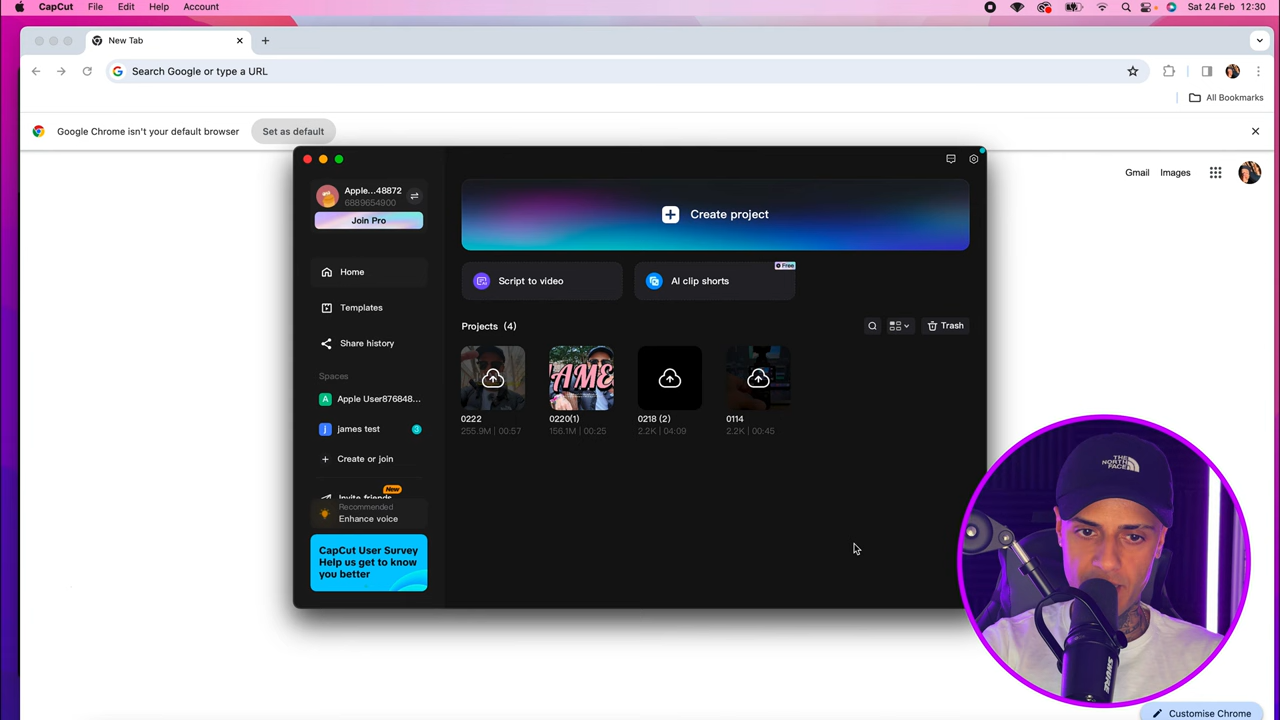 CapCut File Edit Help Account Sat 24 Feb 12:30
New Tab
Search Google or type a URL
All Bookmarks
Google Chrome isn't your default browser Set as default
Gmail Images
Apple...48872
6889654900
Join Pro
Create project
Home
Script to video
AI clip shorts
Free
Templates
Projects (4)
Trash
Share history
Spaces
A Apple User876848...
j james test 3
Create or join
Invite friends
New
Recommended
Enhance voice
CapCut User Survey
Help us get to know
you better
AME
0222 0220(1) 0218 (2) 0114
255.9M | 00:57 156.1M | 00:25 2.2K | 04:09 2.2K | 00:45
THE
NORTH
FACE
SHURE
Customise Chrome